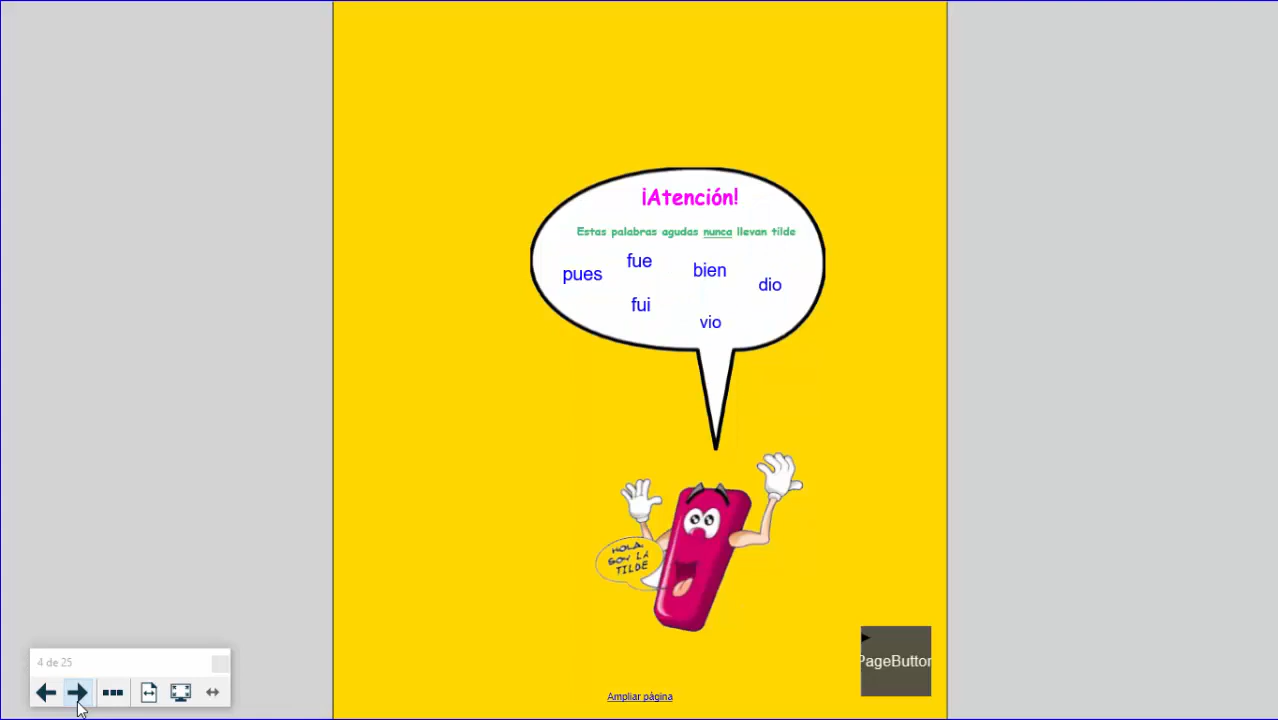 ¡Atención!
Estas palabras agudas nunca llevan tilde
pues fue bien dio
fui vio
HOLA,
SOY LA
TILDE
PageButton
4 de 25
Ampliar página